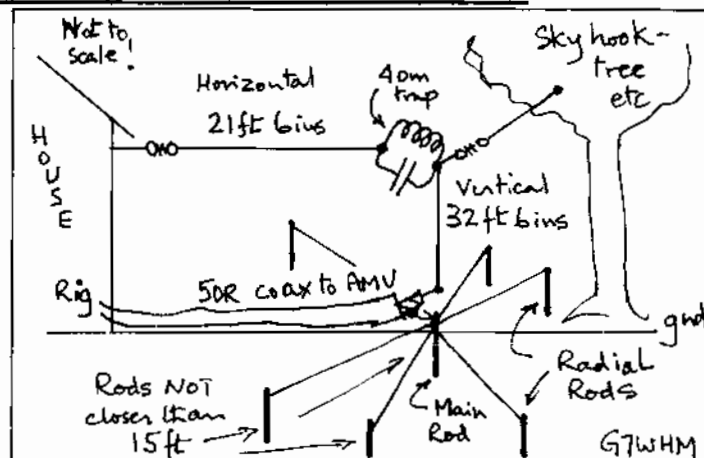 Not to
scale!
Horizontal
21ft 6ins
40m
trap
Sky hook-
tree
etc
HOUSE
Vertical
32ft 6ins
Rig
50R coax to AMU
gnd
Rods NOT
closer than
15ft
Main
Rod
Radial
Rods
G7WHM